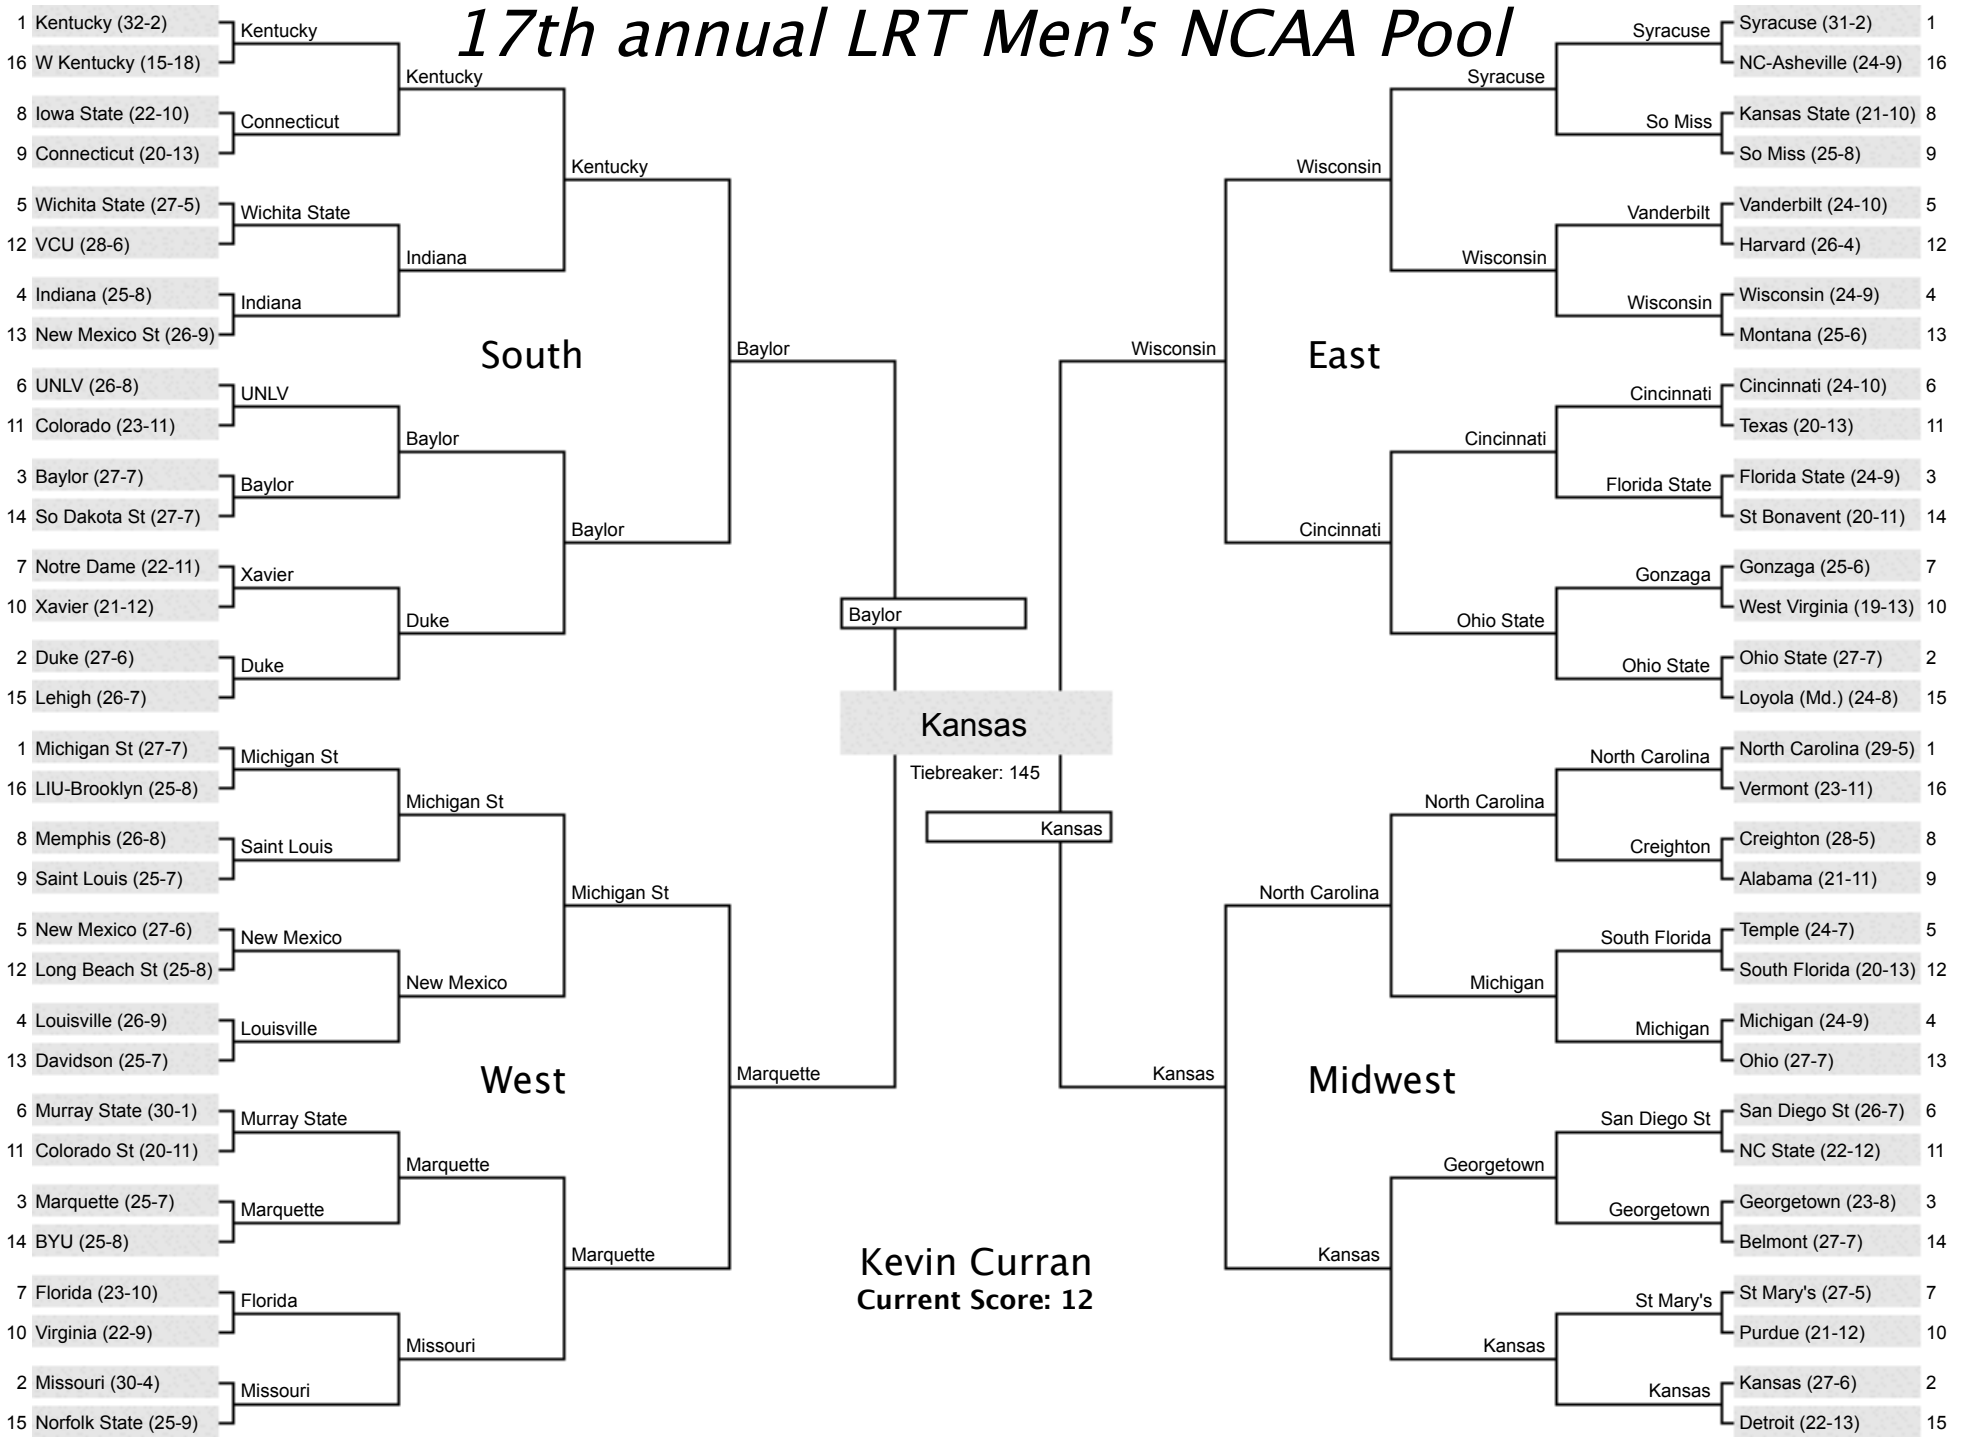 17th annual LRT Men's NCAA Pool
1 Kentucky (32-2)
16 W Kentucky (15-18)
8 Iowa State (22-10)
9 Connecticut (20-13)
5 Wichita State (27-5)
12 VCU (28-6)
4 Indiana (25-8)
13 New Mexico St (26-9)
6 UNLV (26-8)
11 Colorado (23-11)
3 Baylor (27-7)
14 So Dakota St (27-7)
7 Notre Dame (22-11)
10 Xavier (21-12)
2 Duke (27-6)
15 Lehigh (26-7)
Kentucky
Connecticut
Wichita State
Indiana
UNLV
Baylor
Xavier
Duke
Kentucky
Indiana
Baylor
Duke
Kentucky
Baylor
South
Baylor
1 Michigan St (27-7)
16 LIU-Brooklyn (25-8)
8 Memphis (26-8)
9 Saint Louis (25-7)
5 New Mexico (27-6)
12 Long Beach St (25-8)
4 Louisville (26-9)
13 Davidson (25-7)
6 Murray State (30-1)
11 Colorado St (20-11)
3 Marquette (25-7)
14 BYU (25-8)
7 Florida (23-10)
10 Virginia (22-9)
2 Missouri (30-4)
15 Norfolk State (25-9)
Michigan St
Saint Louis
New Mexico
Louisville
Murray State
Marquette
Florida
Missouri
Michigan St
New Mexico
Marquette
Missouri
Michigan St
Marquette
West
Marquette
Baylor
Kansas
Tiebreaker: 145
Kansas
Kevin Curran
Current Score: 12
Syracuse (31-2) 1
NC-Asheville (24-9) 16
Kansas State (21-10) 8
So Miss (25-8) 9
Vanderbilt (24-10) 5
Harvard (26-4) 12
Wisconsin (24-9) 4
Montana (25-6) 13
Cincinnati (24-10) 6
Texas (20-13) 11
Florida State (24-9) 3
St Bonavent (20-11) 14
Gonzaga (25-6) 7
West Virginia (19-13) 10
Ohio State (27-7) 2
Loyola (Md.) (24-8) 15
Syracuse
So Miss
Vanderbilt
Wisconsin
Cincinnati
Florida State
Gonzaga
Ohio State
Syracuse
Wisconsin
Cincinnati
Ohio State
Wisconsin
Cincinnati
East
Wisconsin
North Carolina (29-5) 1
Vermont (23-11) 16
Creighton (28-5) 8
Alabama (21-11) 9
Temple (24-7) 5
South Florida (20-13) 12
Michigan (24-9) 4
Ohio (27-7) 13
San Diego St (26-7) 6
NC State (22-12) 11
Georgetown (23-8) 3
Belmont (27-7) 14
St Mary's (27-5) 7
Purdue (21-12) 10
Kansas (27-6) 2
Detroit (22-13) 15
North Carolina
Creighton
South Florida
Michigan
San Diego St
Georgetown
St Mary's
Kansas
North Carolina
Michigan
Georgetown
Kansas
North Carolina
Kansas
Midwest
Kansas